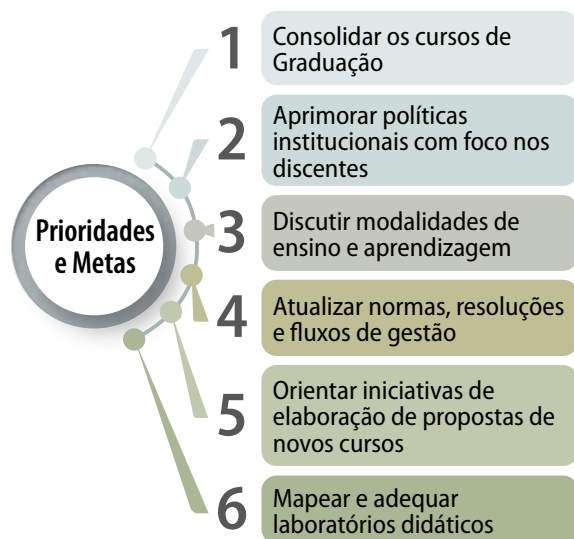 Prioridades
e Metas
1
Consolidar os cursos de
Graduação
2
Aprimorar políticas
institucionais com foco nos
discentes
3
Discutir modalidades de
ensino e aprendizagem
4
Atualizar normas, resoluções
e fluxos de gestão
5
Orientar iniciativas de
elaboração de propostas de
novos cursos
6
Mapear e adequar
laboratórios didáticos